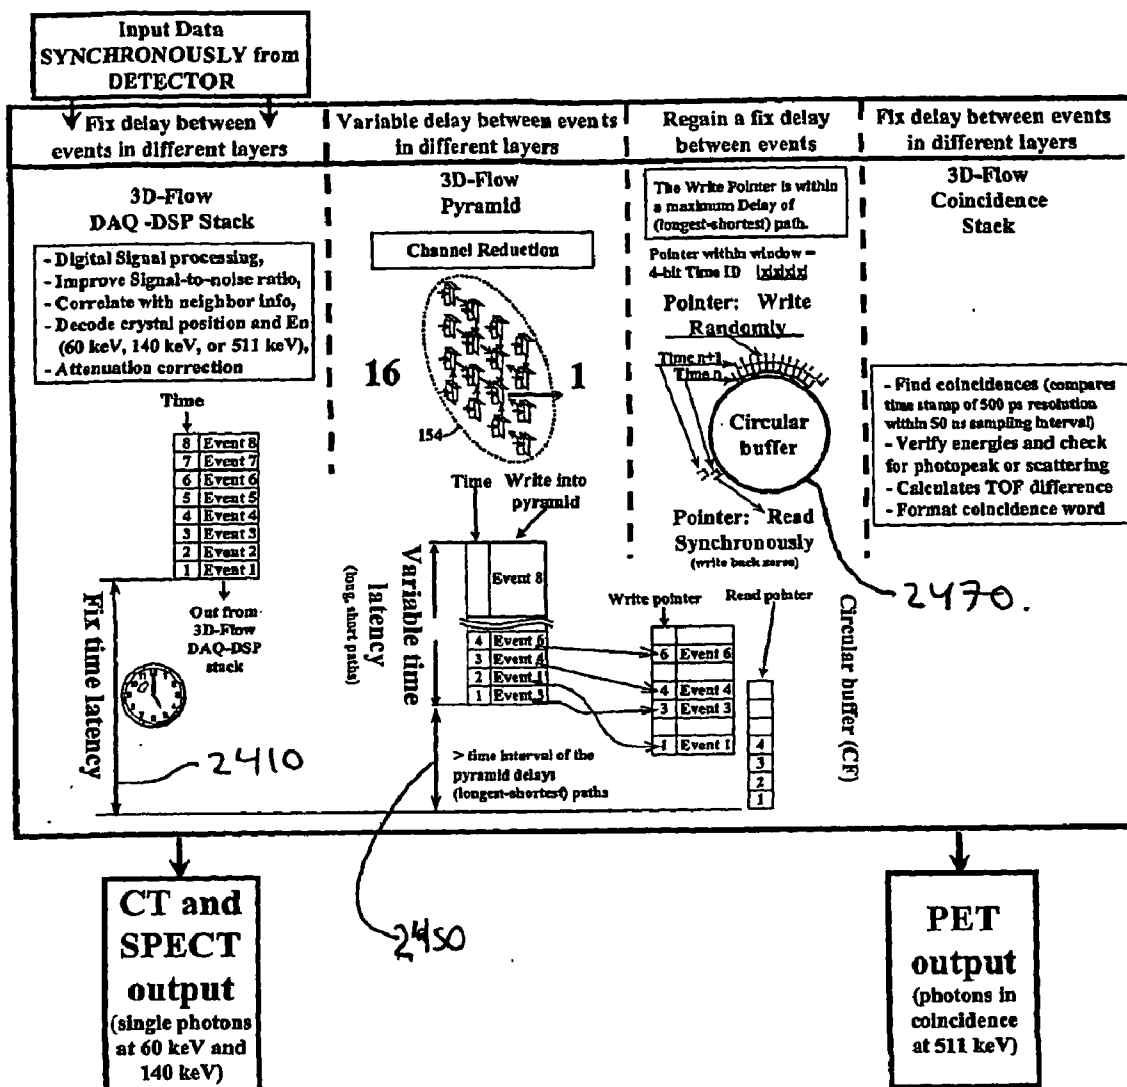 Input Data
SYNCHRONOUSLY from
DETECTOR
Fix delay between
events in different layers
Variable delay between events
in different layers
Regain a fix delay
between events
Fix delay between events
in different layers
3D-Flow
DAQ -DSP Stack
- Digital Signal processing,
- Improve Signal-to-noise ratio,
- Correlate with neighbor info,
- Decode crystal position and En
(60 keV, 140 keV, or 511 keV),
- Attenuation correction
Time
8 Event 8
7 Event 7
6 Event 6
5 Event 5
4 Event 4
3 Event 3
2 Event 2
1 Event 1
Out from
3D-Flow
DAQ-DSP
stack
Fix time latency
2410
3D-Flow
Pyramid
Channel Reduction
16
1
154
Time
Write into
pyramid
Event 8
4 Event 6
3 Event 4
2 Event 1
1 Event 3
Variable time
latency
(long, short paths)
> time interval of the
pyramid delays
(longest-shortest) paths
2450
The Write Pointer is within
a maximum Delay of
(longest-shortest) path.
Pointer within window =
4-bit Time ID |x|x|x|x|
Pointer: Write
Randomly
Time n+1
Time n
Circular
buffer
Pointer: Read
Synchronously
(write back zeros)
2470.
Write pointer
Read pointer
6 Event 6
4 Event 4
3 Event 3
1 Event 1
4
3
2
1
Circular buffer (CF)
3D-Flow
Coincidence
Stack
- Find coincidences (compares
time stamp of 500 ps resolution
within 50 ns sampling interval)
- Verify energies and check
for photopeak or scattering
- Calculates TOF difference
- Format coincidence word
CT and
SPECT
output
(single photons
at 60 keV and
140 keV)
PET
output
(photons in
coincidence
at 511 keV)